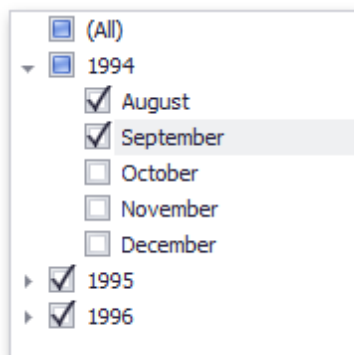 (All)
1994
August
September
October
November
December
1995
1996